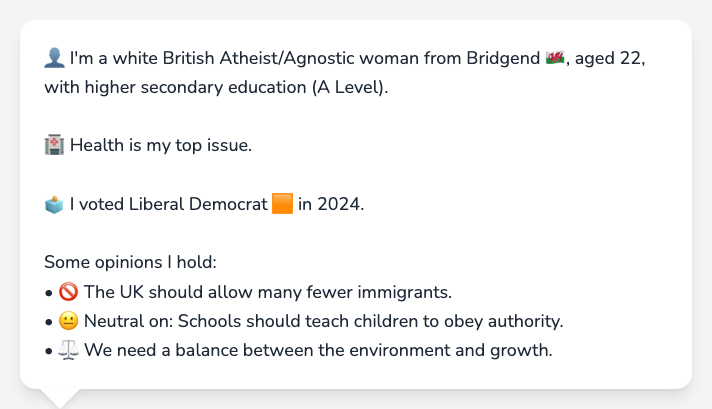 👤 I'm a white British Atheist/Agnostic woman from Bridgend 🏴󠁧󠁢󠁷󠁬󠁳󠁿, aged 22,
with higher secondary education (A Level).
🏥 Health is my top issue.
🗳️ I voted Liberal Democrat 🟧 in 2024.
Some opinions I hold:
• 🚫 The UK should allow many fewer immigrants.
• 😐 Neutral on: Schools should teach children to obey authority.
• ⚖️ We need a balance between the environment and growth.